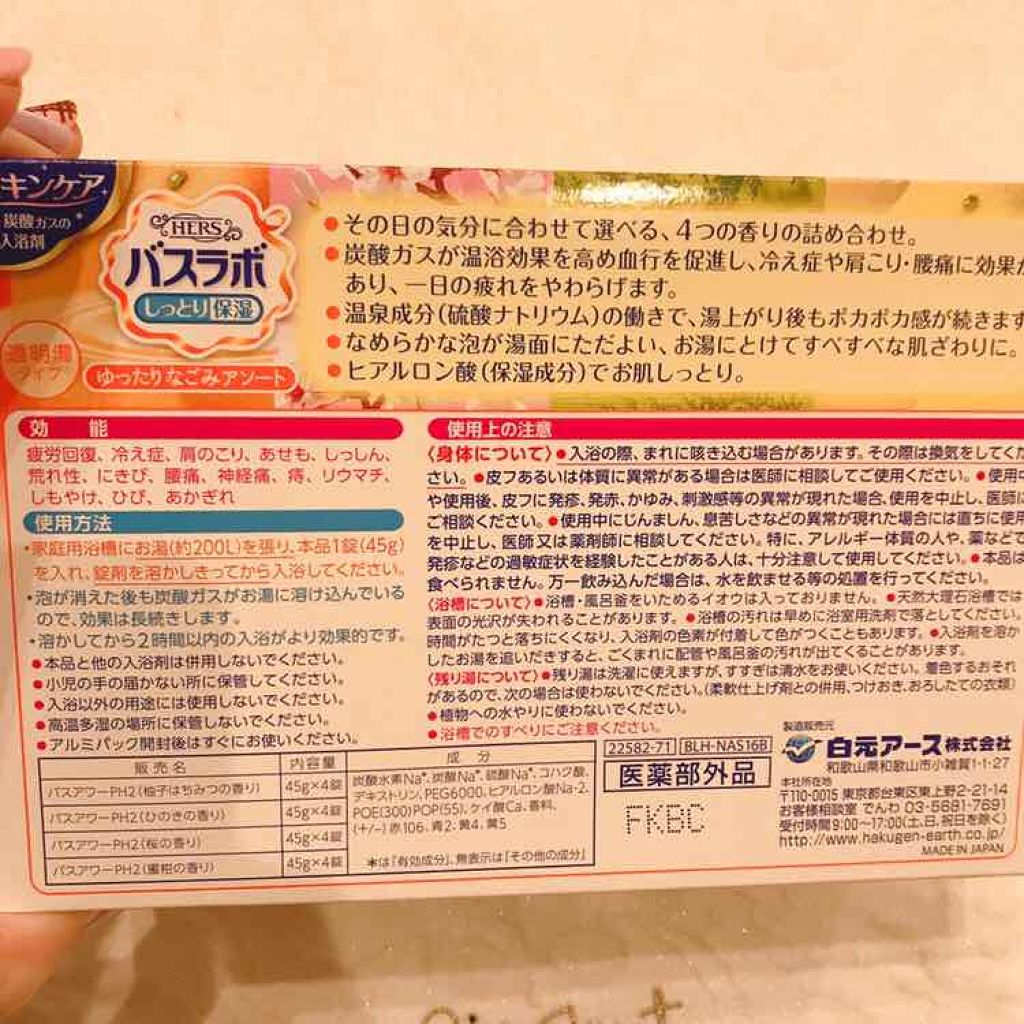 キンケア
炭酸ガスの
入浴剤
HERS
バスラボ
しっとり保湿
透明湯
タイプ
ゆったりなごみアソート
●その日の気分に合わせて選べる、4つの香りの詰め合わせ。
●炭酸ガスが温浴効果を高め血行を促進し、冷え症や肩こり・腰痛に効果が
あり、一日の疲れをやわらげます。
●温泉成分(硫酸ナトリウム)の働きで、湯上がり後もポカポカ感が続きます
●なめらかな泡が湯面にただよい、お湯にとけてすべすべな肌ざわりに。
●ヒアルロン酸(保湿成分)でお肌しっとり。
効 能
疲労回復、冷え症、肩のこり、あせも、しっしん、
荒れ性、にきび、腰痛、神経痛、痔、リウマチ、
しもやけ、ひび、あかぎれ
使用方法
・家庭用浴槽にお湯(約200L)を張り、本品1錠(45g)
を入れ、錠剤を溶かしきってから入浴してください。
・泡が消えた後も炭酸ガスがお湯に溶け込んでいる
ので、効果は長続きします。
・溶かしてから2時間以内の入浴がより効果的です。
●本品と他の入浴剤は併用しないでください。
●小児の手の届かない所に保管してください。
●入浴以外の用途には使用しないでください。
●高温多湿の場所に保管しないでください。
●アルミパック開封後はすぐにお使いください。
使用上の注意
〈身体について〉●入浴の際、まれに咳き込む場合があります。その際は換気をしてくだ
さい。●皮フあるいは体質に異常がある場合は医師に相談してご使用ください。●使用中
や使用後、皮フに発疹、発赤、かゆみ、刺激感等の異常が現れた場合、使用を中止し、医師に
ご相談ください。●使用中にじんましん、息苦しさなどの異常が現れた場合には直ちに使用
を中止し、医師又は薬剤師に相談してください。特に、アレルギー体質の人や、薬などで
発疹などの過敏症状を経験したことがある人は、十分注意して使用してください。●本品は
食べられません。万一飲み込んだ場合は、水を飲ませる等の処置を行ってください。
〈浴槽について〉●浴槽・風呂釜をいためるイオウは入っておりません。●天然大理石浴槽では
表面の光沢が失われることがあります。●浴槽の汚れは早めに浴室用洗剤で落としてください。
時間がたつと落ちにくくなり、入浴剤の色素が付着して色がつくこともあります。●入浴剤を溶か
したお湯を追いだきすると、ごくまれに配管や風呂釜の汚れが出てくることがあります。
〈残り湯について〉●残り湯は洗濯に使えますが、すすぎは清水をお使いください。着色するおそれ
があるので、次の場合は使わないでください。(柔軟仕上げ剤との併用、つけおき、おろしたての衣類)
●植物への水やりに使わないでください。
●浴槽でのすべりにご注意ください。
販売名 内容量 成分
バスアワーPH2(柚子はちみつの香り) 45g×4錠
バスアワーPH2(ひのきの香り) 45g×4錠
バスアワーPH2(桜の香り) 45g×4錠
バスアワーPH2(蜜柑の香り) 45g×4錠
炭酸水素Na*、炭酸Na*、硫酸Na*、コハク酸、
デキストリン、PEG6000、ヒアルロン酸Na-2、
POE(300)POP(55)、ケイ酸Ca、香料、
(+/-)赤106、青2、黄4、黄5
*は「有効成分」、無表示は「その他の成分」
22582-71 BLH-NAS16B
医薬部外品
FKBC
製造販売元
白元アース株式会社
和歌山県和歌山市小雑賀1-1-27
本社所在地
〒110-0015 東京都台東区東上野2-21-14
お客様相談室 でんわ 03-5681-7691
受付時間 9:00〜17:00(土、日、祝日を除く)
http://www.hakugen-earth.co.jp/
MADE IN JAPAN